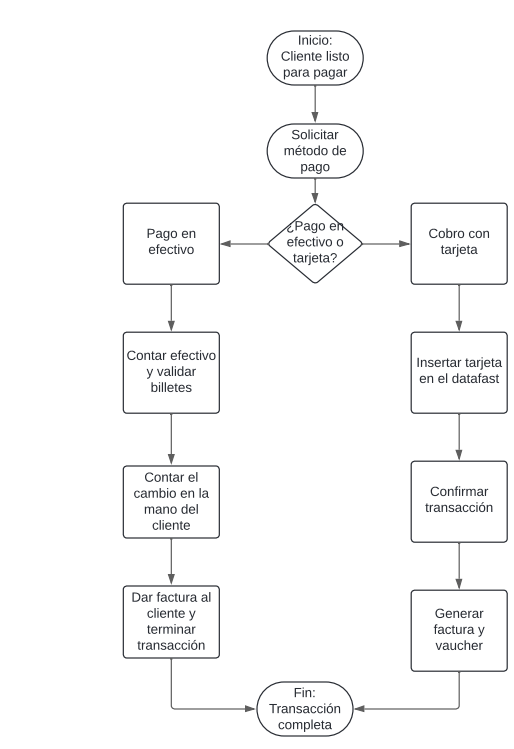 Inicio:
Cliente listo
para pagar
Solicitar
método de
pago
¿Pago en
efectivo o
tarjeta?
Pago en
efectivo
Cobro con
tarjeta
Contar efectivo
y validar
billetes
Insertar tarjeta
en el datafast
Contar el
cambio en la
mano del
cliente
Confirmar
transacción
Dar factura al
cliente y
terminar
transacción
Generar
factura y
vaucher
Fin:
Transacción
completa